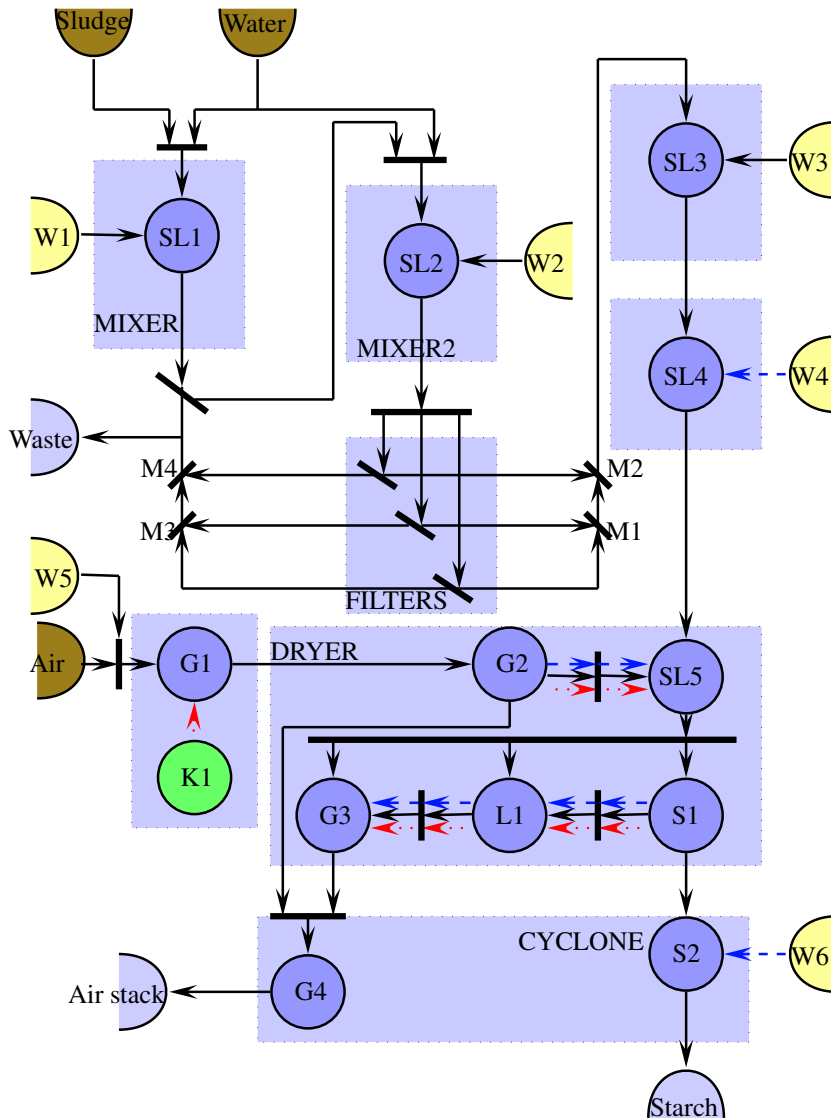 Sludge
Water
SL3
W3
W1
SL1
SL2
W2
MIXER
MIXER2
SL4
W4
Waste
M4
M2
M3
M1
W5
FILTERS
Air
G1
DRYER
G2
SL5
K1
G3
L1
S1
CYCLONE
S2
W6
Air stack
G4
Starch